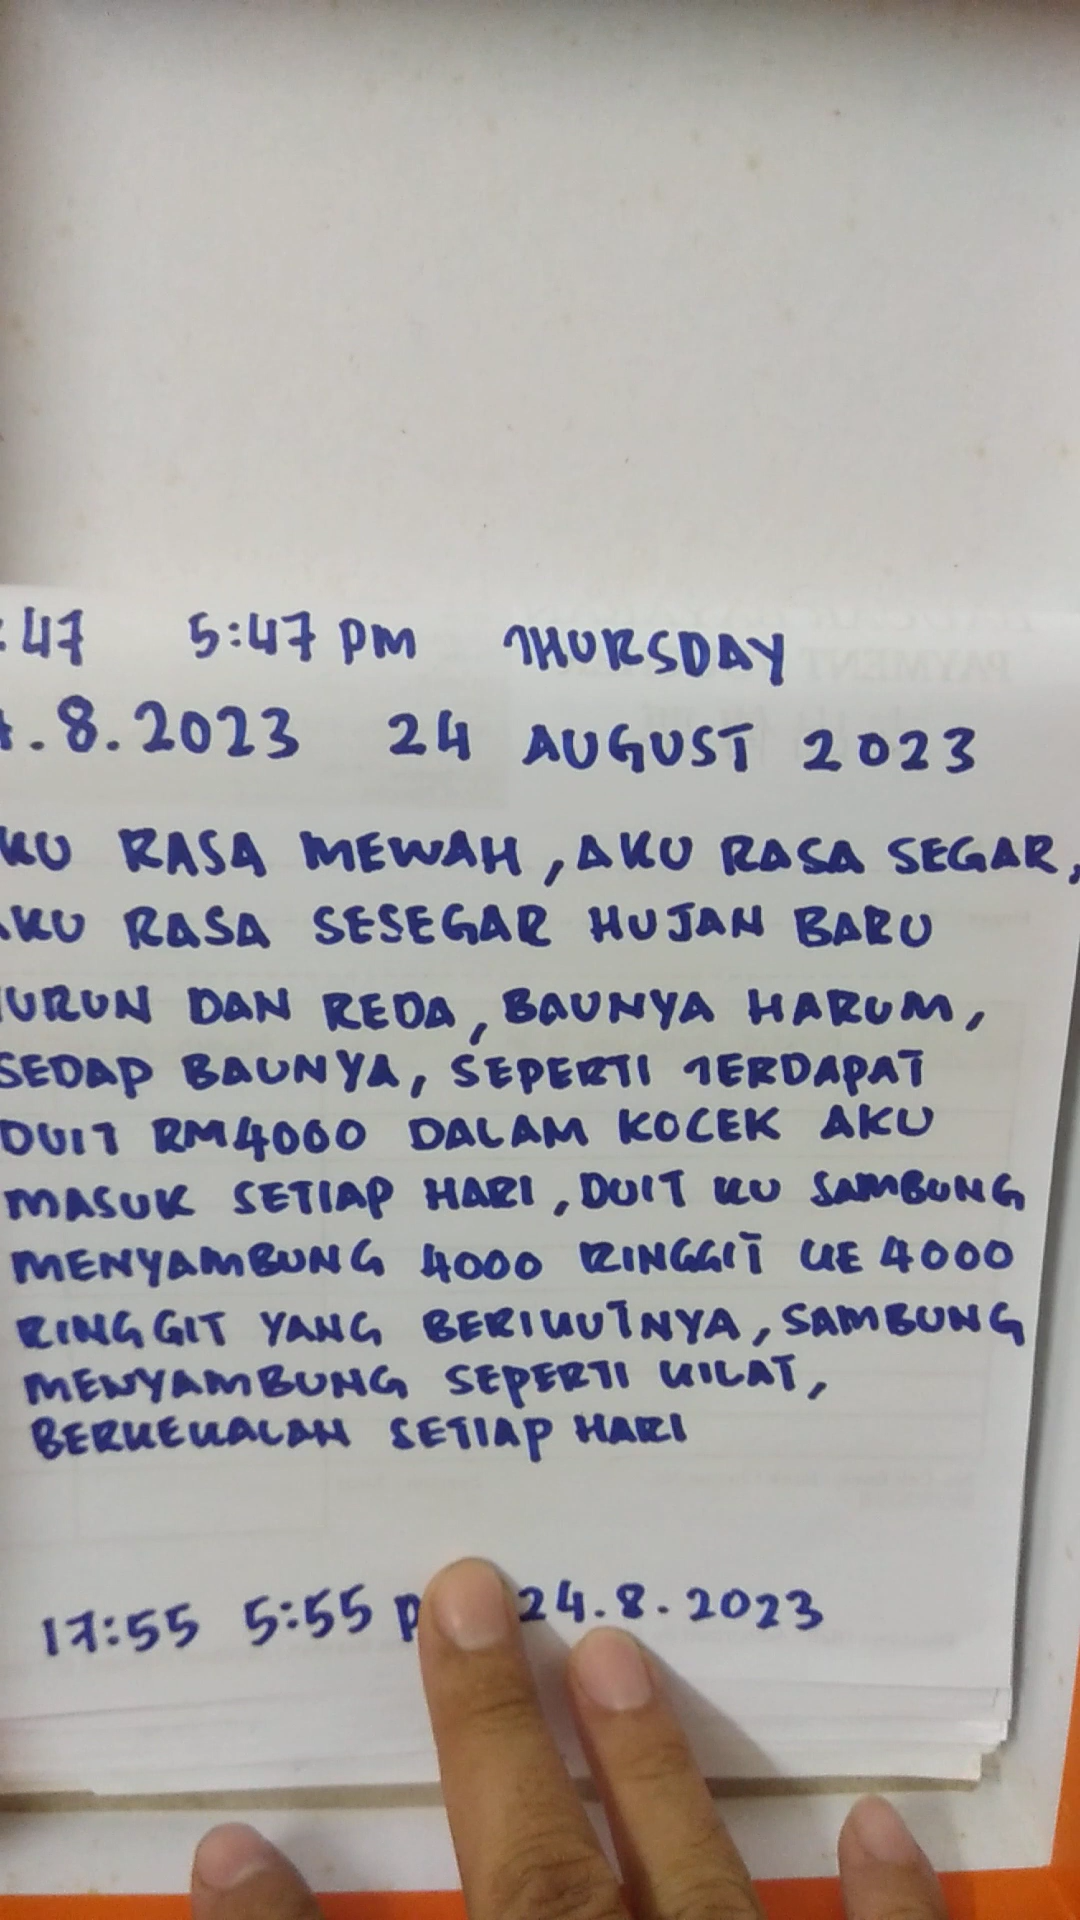 :47 5:47 PM THURSDAY
.8.2023 24 AUGUST 2023
KU RASA MEWAH, AKU RASA SEGAR,
AKU RASA SESEGAR HUJAN BARU
URUN DAN REDA, BAUNYA HARUM,
SEDAP BAUNYA, SEPERTI TERDAPAT
DUIT RM4000 DALAM KOCEK AKU
MASUK SETIAP HARI, DUIT KU SAMBUNG
MENYAMBUNG 4000 RINGGIT KE 4000
RINGGIT YANG BERIKUTNYA, SAMBUNG
MENYAMBUNG SEPERTI KILAT,
BERKEKALAN SETIAP HARI
17:55 5:55 P 24.8.2023
PAYMENT